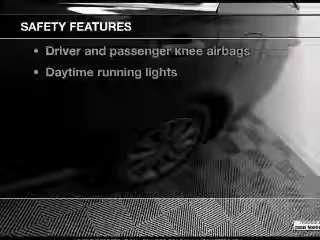 SAFETY FEATURES
• Driver and passenger knee airbags
• Daytime running lights